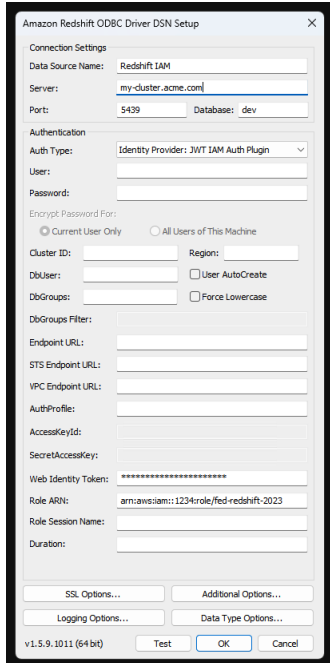 Amazon Redshift ODBC Driver DSN Setup
Connection Settings
Data Source Name: Redshift IAM
Server: my-cluster.acme.com
Port: 5439 Database: dev
Authentication
Auth Type: Identity Provider: JWT IAM Auth Plugin
User:
Password:
Encrypt Password For:
Current User Only All Users of This Machine
Cluster ID: Region:
DbUser: User AutoCreate
DbGroups: Force Lowercase
DbGroups Filter:
Endpoint URL:
STS Endpoint URL:
VPC Endpoint URL:
AuthProfile:
AccessKeyId:
SecretAccessKey:
Web Identity Token: ***********************
Role ARN: arn:aws:iam::1234:role/fed-redshift-2023
Role Session Name:
Duration:
SSL Options... Additional Options...
Logging Options... Data Type Options...
v1.5.9.1011 (64 bit) Test OK Cancel